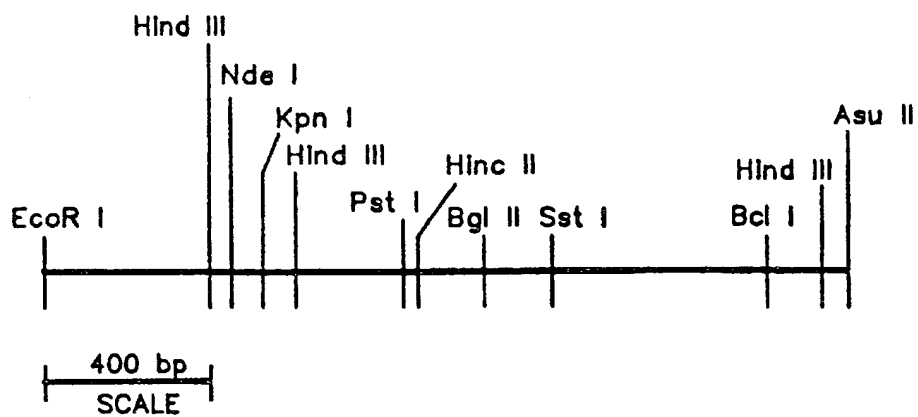 Hind III
Nde I
Kpn I
Asu II
Hind III
Hinc II
Hind III
Pst I
EcoR I
Bgl II
Sst I
Bcl I
400 bp
SCALE